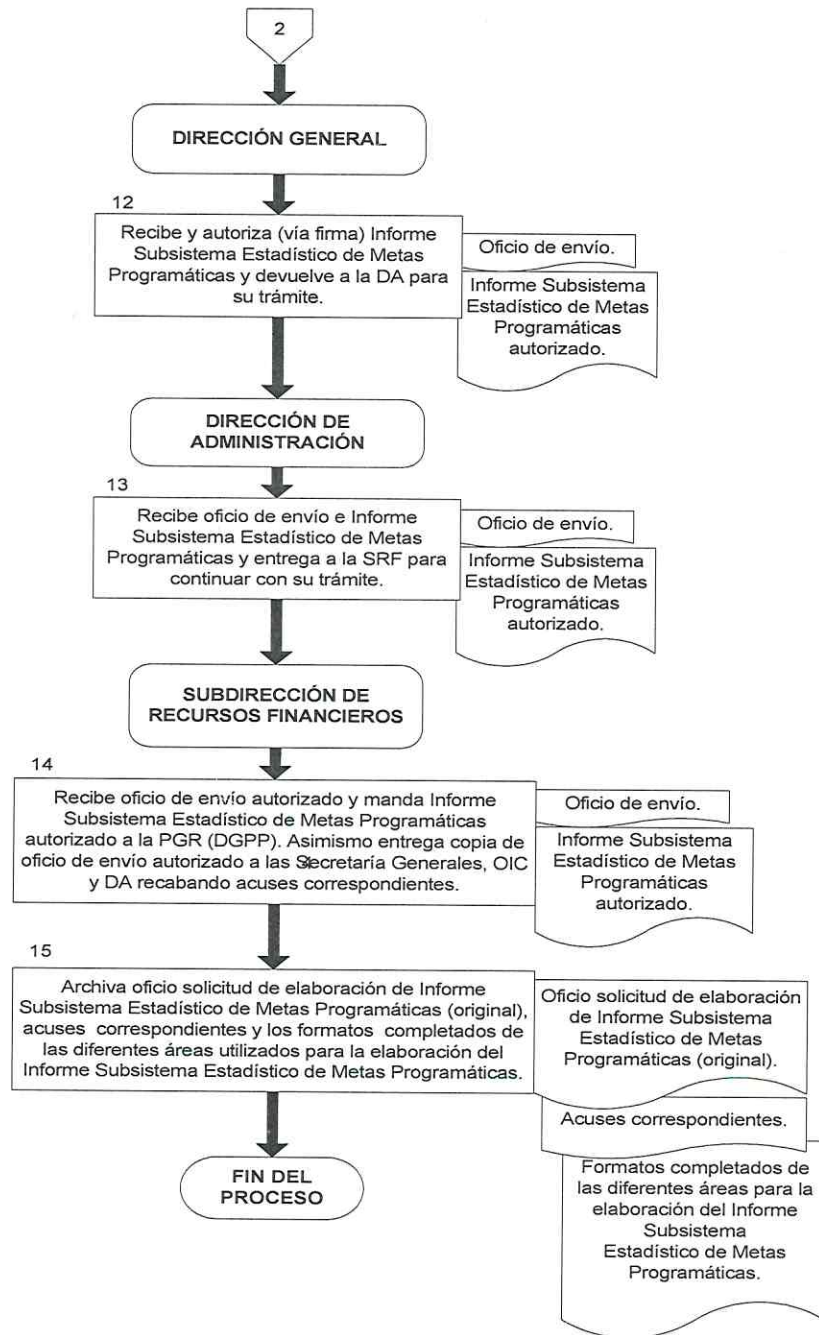 2
DIRECCIÓN GENERAL
12
Recibe y autoriza (vía firma) Informe
Subsistema Estadístico de Metas
Programáticas y devuelve a la DA para
su trámite.
Oficio de envío.
Informe Subsistema
Estadístico de Metas
Programáticas
autorizado.
DIRECCIÓN DE
ADMINISTRACIÓN
13
Recibe oficio de envío e Informe
Subsistema Estadístico de Metas
Programáticas y entrega a la SRF para
continuar con su trámite.
Oficio de envío.
Informe Subsistema
Estadístico de Metas
Programáticas
autorizado.
SUBDIRECCIÓN DE
RECURSOS FINANCIEROS
14
Recibe oficio de envío autorizado y manda Informe
Subsistema Estadístico de Metas Programáticas
autorizado a la PGR (DGPP). Asimismo entrega copia de
oficio de envío autorizado a las Secretaría Generales, OIC
y DA recabando acuses correspondientes.
Oficio de envío.
Informe Subsistema
Estadístico de Metas
Programáticas
autorizado.
15
Archiva oficio solicitud de elaboración de Informe
Subsistema Estadístico de Metas Programáticas (original),
acuses correspondientes y los formatos completados de
las diferentes áreas utilizados para la elaboración del
Informe Subsistema Estadístico de Metas Programáticas.
Oficio solicitud de elaboración
de Informe Subsistema
Estadístico de Metas
Programáticas (original).
Acuses correspondientes.
Formatos completados de
las diferentes áreas para la
elaboración del Informe
Subsistema
Estadístico de Metas
Programáticas.
FIN DEL
PROCESO